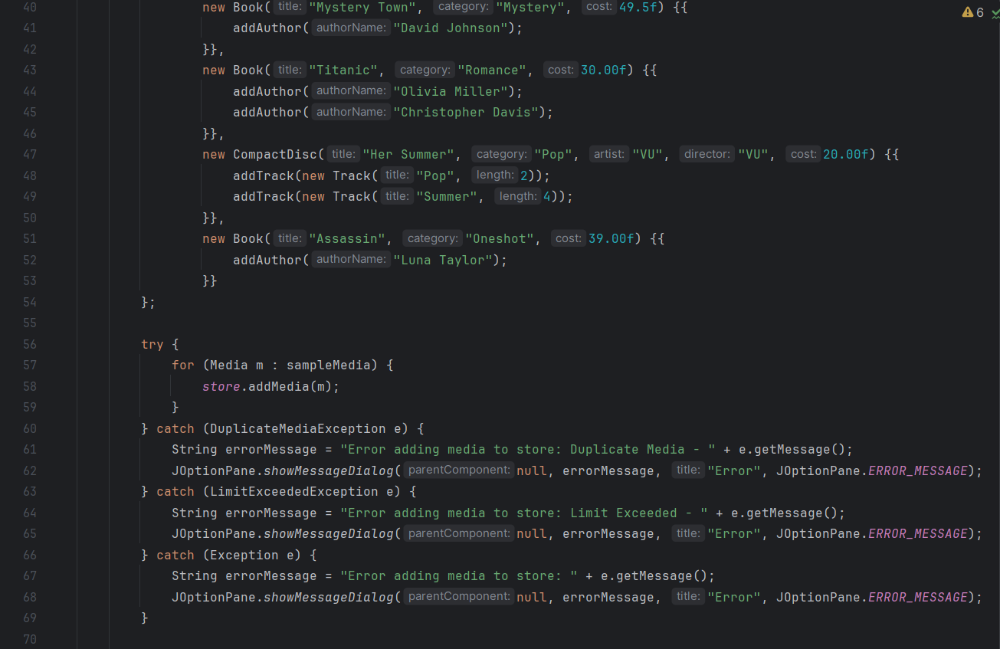 40 new Book( title: "Mystery Town", category: "Mystery", cost: 49.5f) {{ 6
41 addAuthor( authorName: "David Johnson");
42 }},
43 new Book( title: "Titanic", category: "Romance", cost: 30.00f) {{
44 addAuthor( authorName: "Olivia Miller");
45 addAuthor( authorName: "Christopher Davis");
46 }},
47 new CompactDisc( title: "Her Summer", category: "Pop", artist: "VU", director: "VU", cost: 20.00f) {{
48 addTrack(new Track( title: "Pop", length: 2));
49 addTrack(new Track( title: "Summer", length: 4));
50 }},
51 new Book( title: "Assassin", category: "Oneshot", cost: 39.00f) {{
52 addAuthor( authorName: "Luna Taylor");
53 }}
54 };
55
56 try {
57 for (Media m : sampleMedia) {
58 store.addMedia(m);
59 }
60 } catch (DuplicateMediaException e) {
61 String errorMessage = "Error adding media to store: Duplicate Media - " + e.getMessage();
62 JOptionPane.showMessageDialog( parentComponent: null, errorMessage, title: "Error", JOptionPane.ERROR_MESSAGE);
63 } catch (LimitExceededException e) {
64 String errorMessage = "Error adding media to store: Limit Exceeded - " + e.getMessage();
65 JOptionPane.showMessageDialog( parentComponent: null, errorMessage, title: "Error", JOptionPane.ERROR_MESSAGE);
66 } catch (Exception e) {
67 String errorMessage = "Error adding media to store: " + e.getMessage();
68 JOptionPane.showMessageDialog( parentComponent: null, errorMessage, title: "Error", JOptionPane.ERROR_MESSAGE);
69 }
70